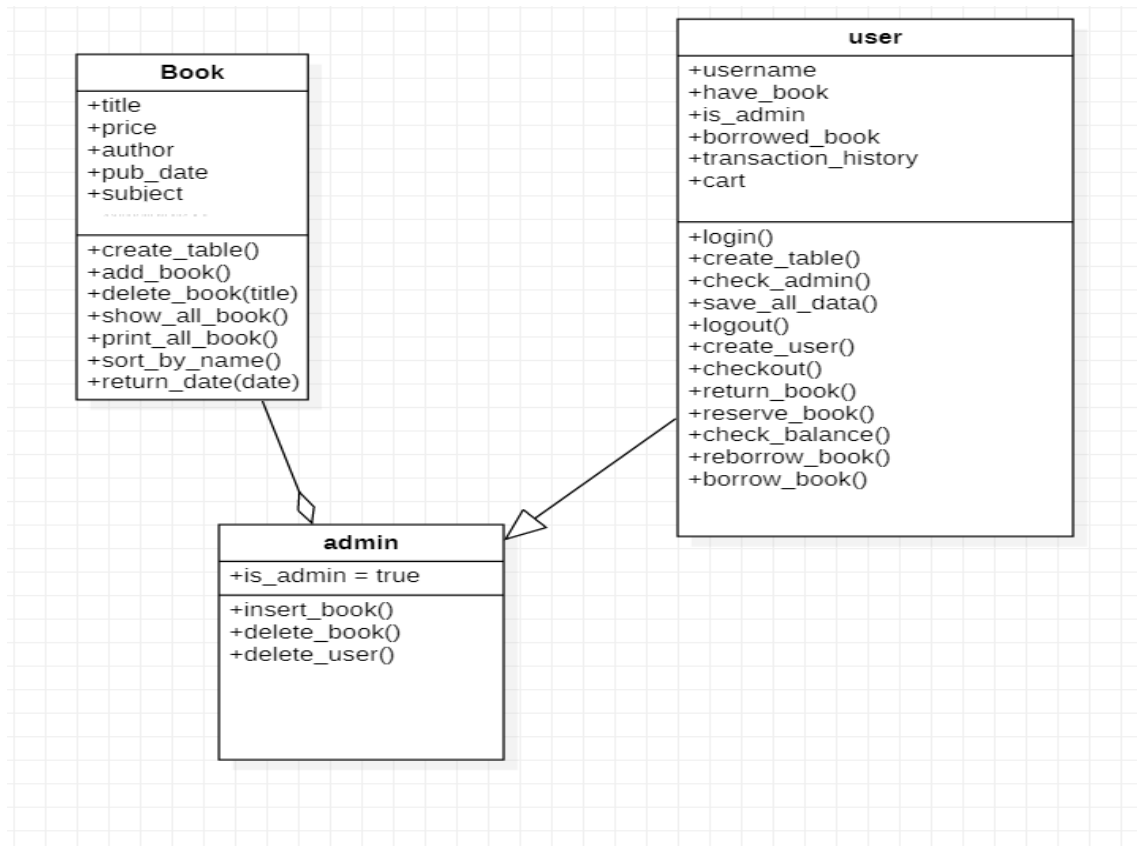 Book
+title
+price
+author
+pub_date
+subject
+create_table()
+add_book()
+delete_book(title)
+show_all_book()
+print_all_book()
+sort_by_name()
+return_date(date)
user
+username
+have_book
+is_admin
+borrowed_book
+transaction_history
+cart
+login()
+create_table()
+check_admin()
+save_all_data()
+logout()
+create_user()
+checkout()
+return_book()
+reserve_book()
+check_balance()
+reborrow_book()
+borrow_book()
admin
+is_admin = true
+insert_book()
+delete_book()
+delete_user()